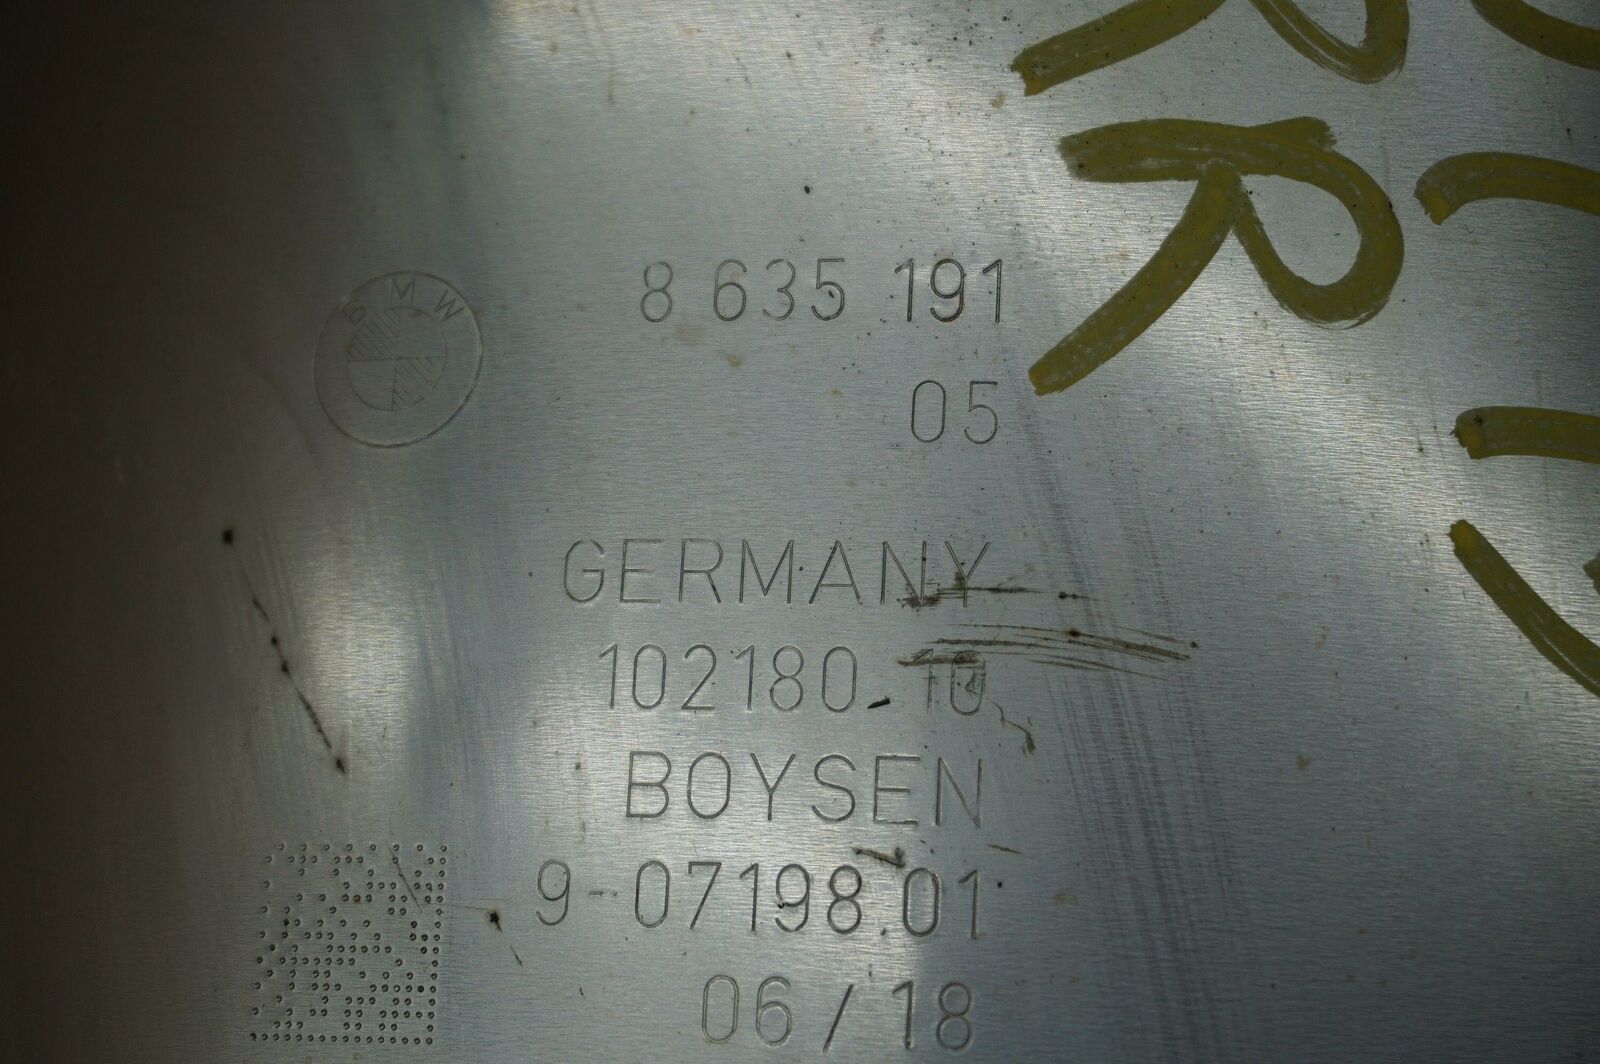 BMW
8 635 191
05
GERMANY
102180.10
BOYSEN
9-07198.01
06/18
R